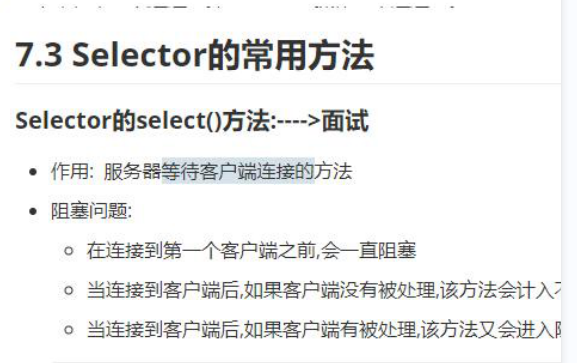 7.3 Selector的常用方法
Selector的select()方法:---->面试
作用: 服务器等待客户端连接的方法
阻塞问题:
在连接到第一个客户端之前,会一直阻塞
当连接到客户端后,如果客户端没有被处理,该方法会计入
当连接到客户端后,如果客户端有被处理,该方法又会进入